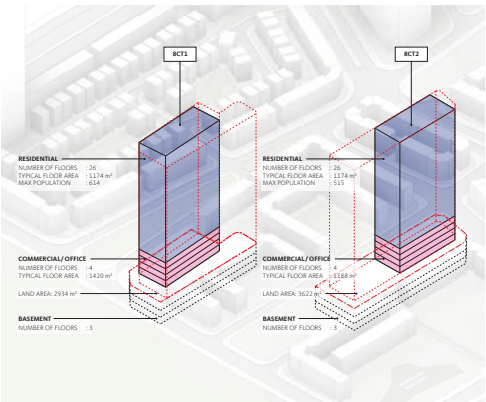 8CT1
RESIDENTIAL
NUMBER OF FLOORS : 26
TYPICAL FLOOR AREA : 1174 m²
MAX POPULATION : 614
COMMERCIAL/OFFICE
NUMBER OF FLOORS : 4
TYPICAL FLOOR AREA : 1420 m²
LAND AREA: 2934 m²
BASEMENT
NUMBER OF FLOORS : 3
8CT2
RESIDENTIAL
NUMBER OF FLOORS : 26
TYPICAL FLOOR AREA : 1174 m²
MAX POPULATION : 515
COMMERCIAL/OFFICE
NUMBER OF FLOORS : 4
TYPICAL FLOOR AREA : 1188 m²
LAND AREA: 3622 m²
BASEMENT
NUMBER OF FLOORS : 3